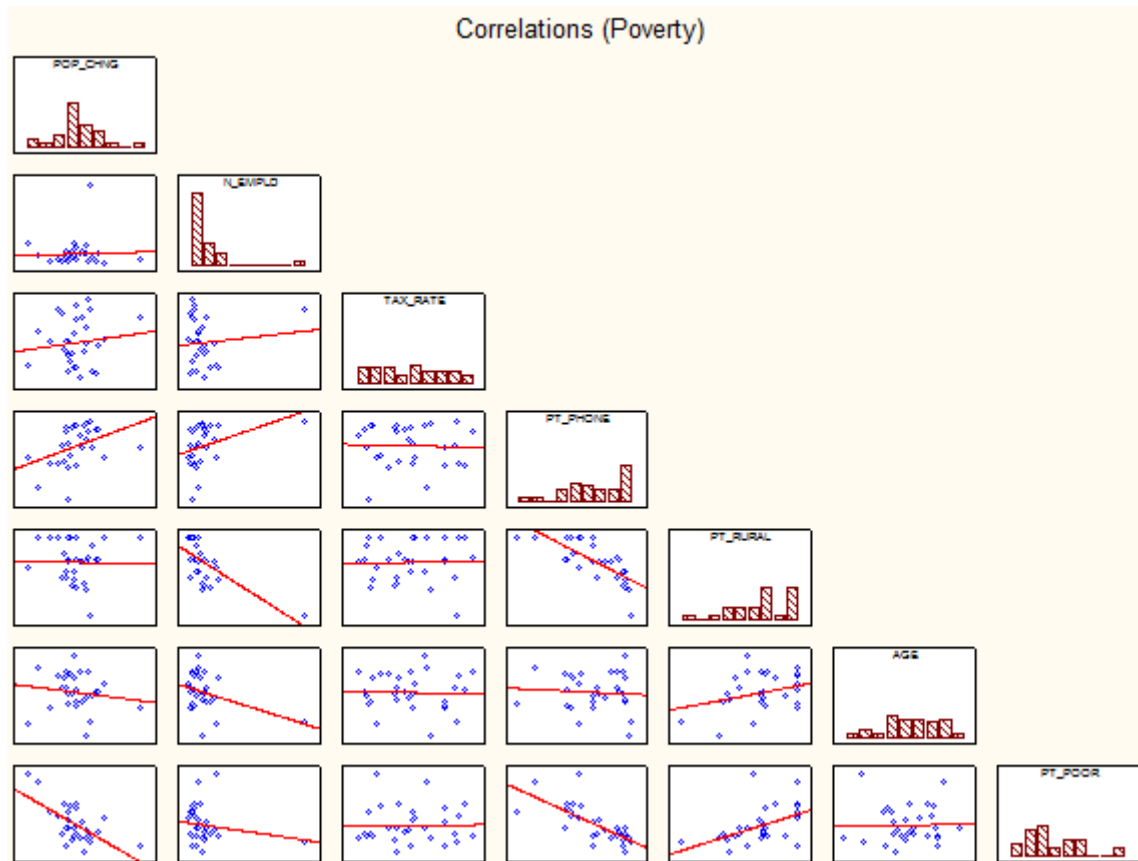 Correlations (Poverty)
POP_CHNG
N_EMPLD
TAX_RATE
PT_PHONE
PT_RURAL
AGE
PT_POOR